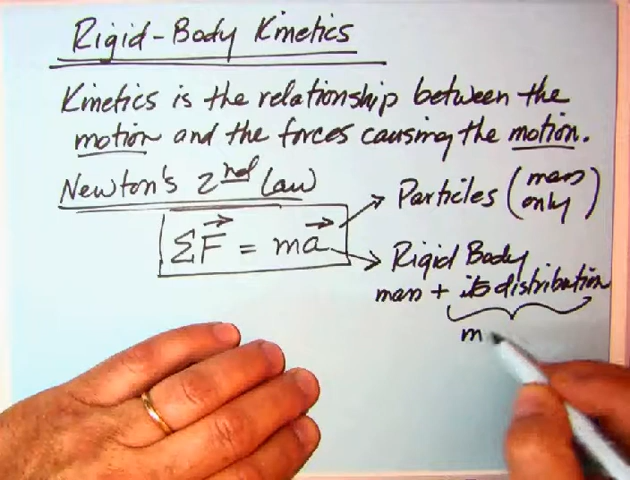 Rigid-Body Kinetics
Kinetics is the relationship between the
motion and the forces causing the motion.
Newton's 2nd Law
ΣF⃗ = ma⃗
Particles (mass only)
Rigid Body
mass + its distribution
m